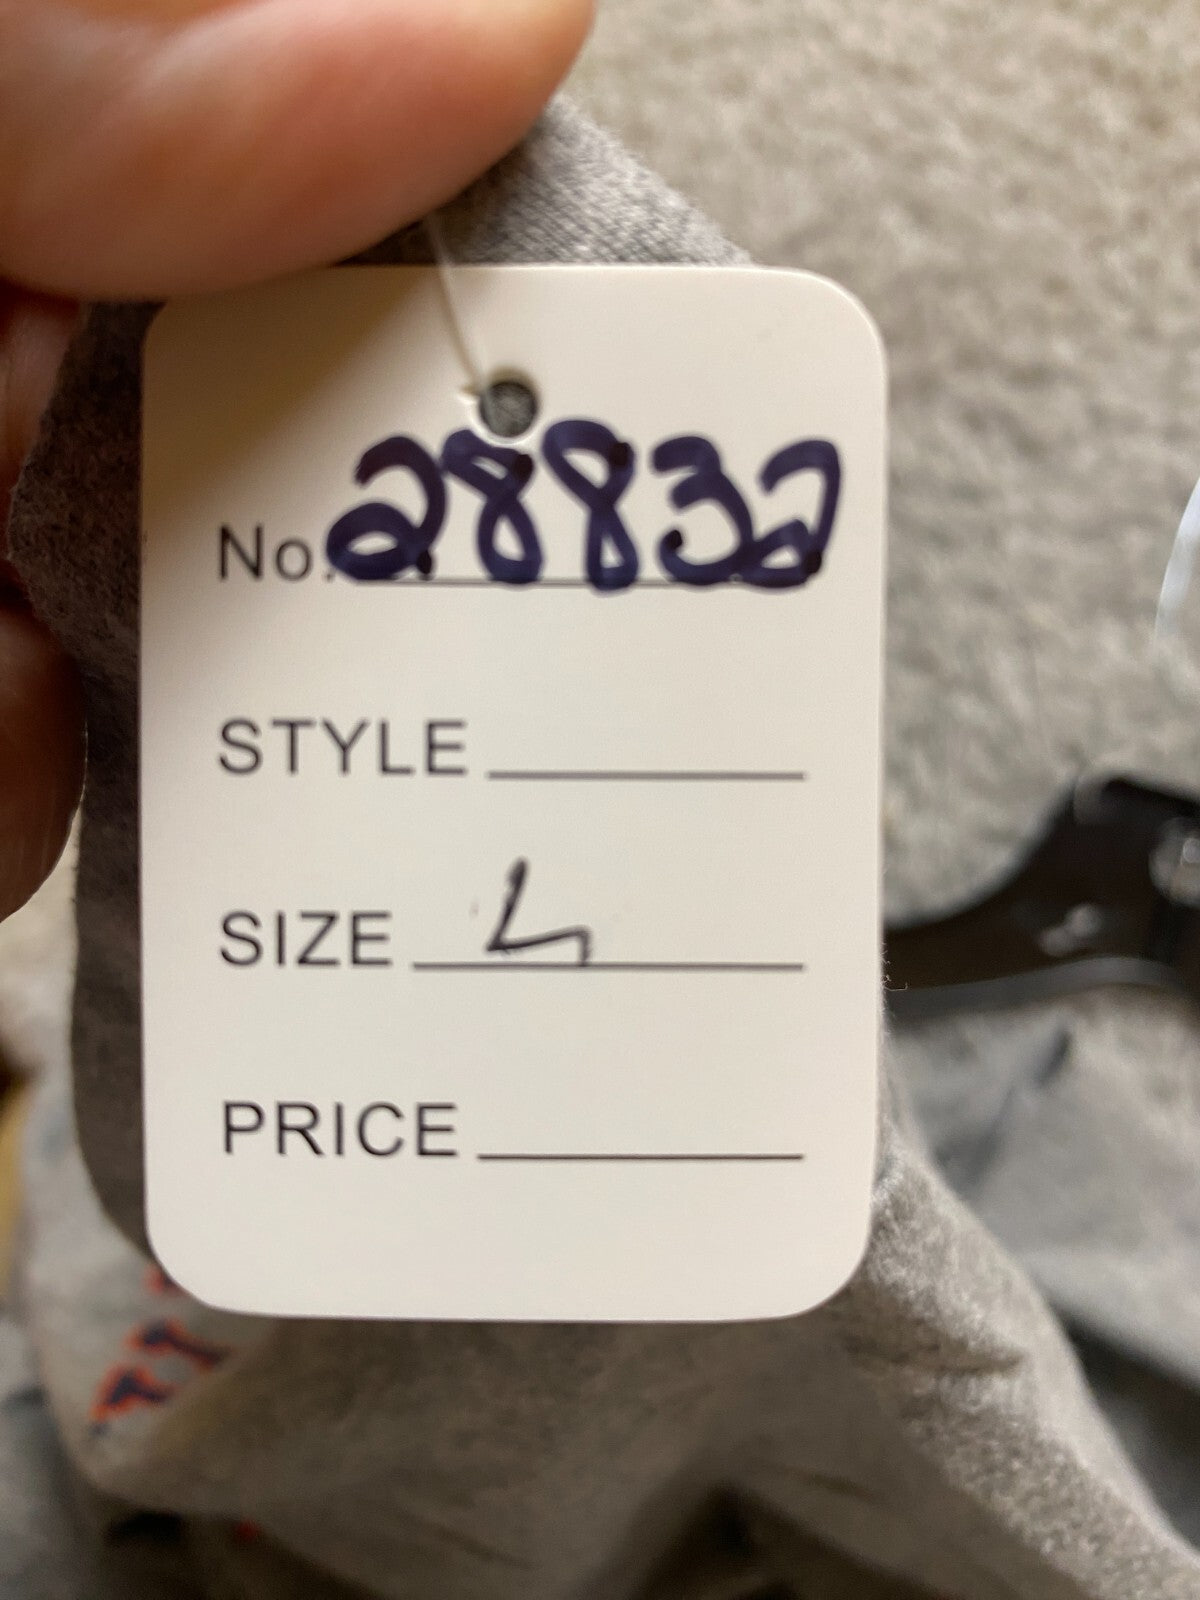 No. 28832
STYLE
SIZE L
PRICE